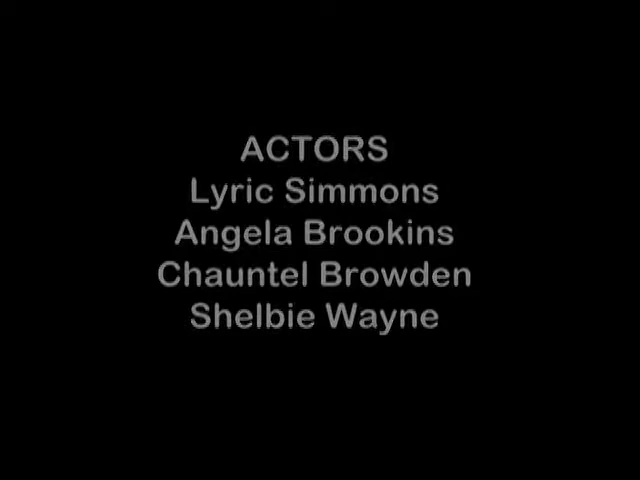 ACTORS
Lyric Simmons
Angela Brookins
Chauntel Browden
Shelbie Wayne